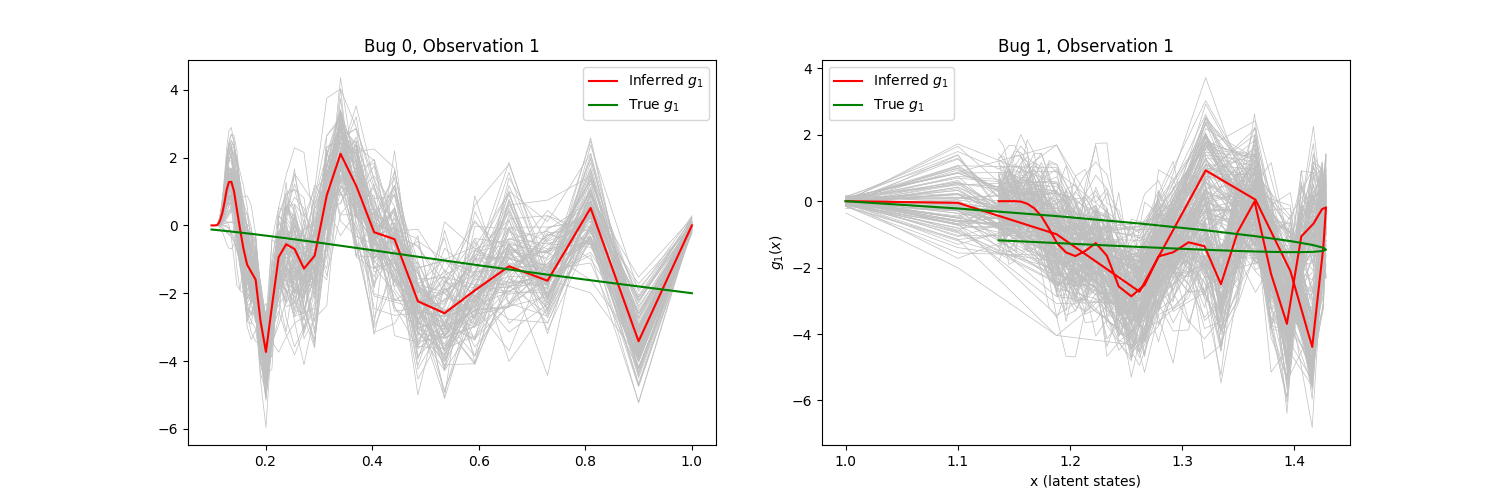 Bug 0, Observation 1
Inferred g₁
True g₁
4
2
0
−2
−4
−6
0.2
0.4
0.6
0.8
1.0
Bug 1, Observation 1
Inferred g₁
True g₁
g₁(x)
4
2
0
−2
−4
−6
1.0
1.1
1.2
1.3
1.4
x (latent states)